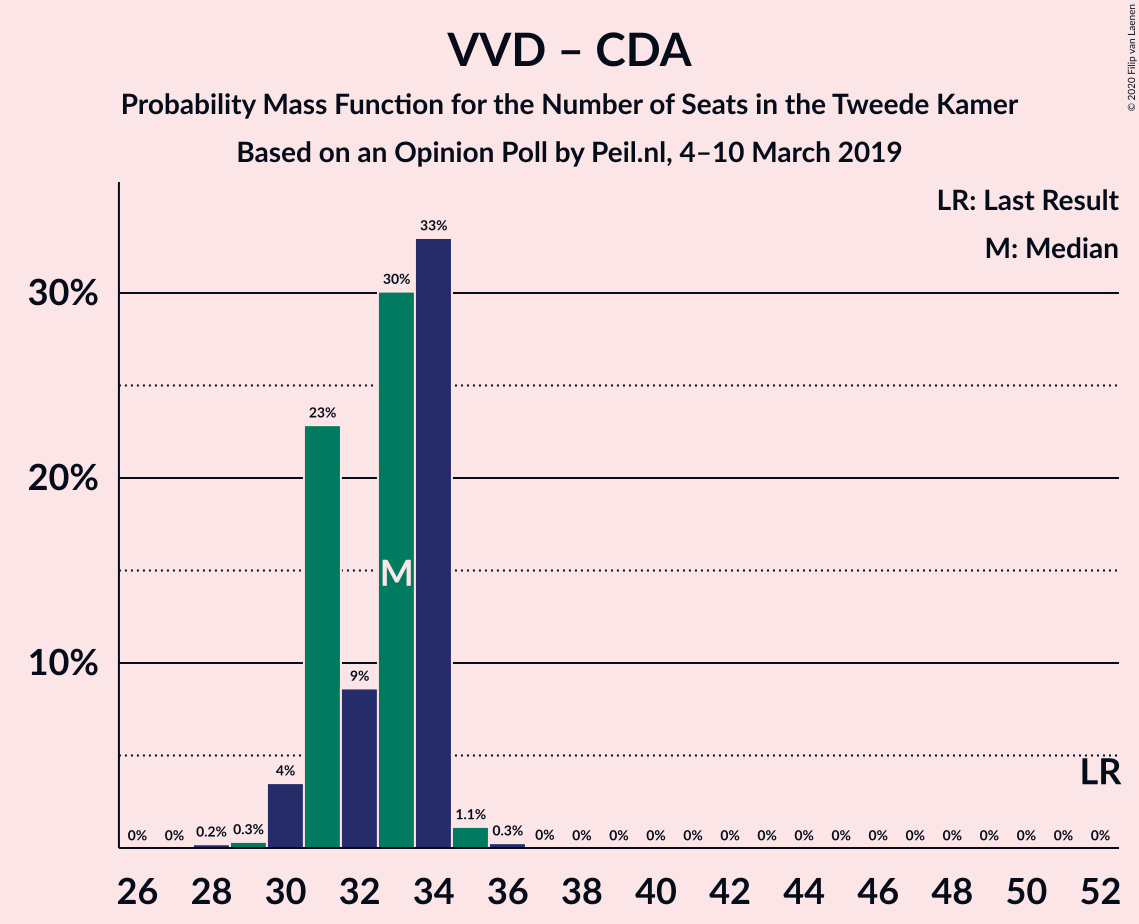 © 2020 Filip van Laenen
VVD – CDA
Probability Mass Function for the Number of Seats in the Tweede Kamer
Based on an Opinion Poll by Peil.nl, 4–10 March 2019
LR: Last Result
M: Median
30%
20%
10%
0% 0% 0.2% 0.3% 4% 23% 9% 30% 33% 1.1% 0.3% 0% 0% 0% 0% 0% 0% 0% 0% 0% 0% 0% 0% 0% 0% 0% 0%
M
LR
26 28 30 32 34 36 38 40 42 44 46 48 50 52